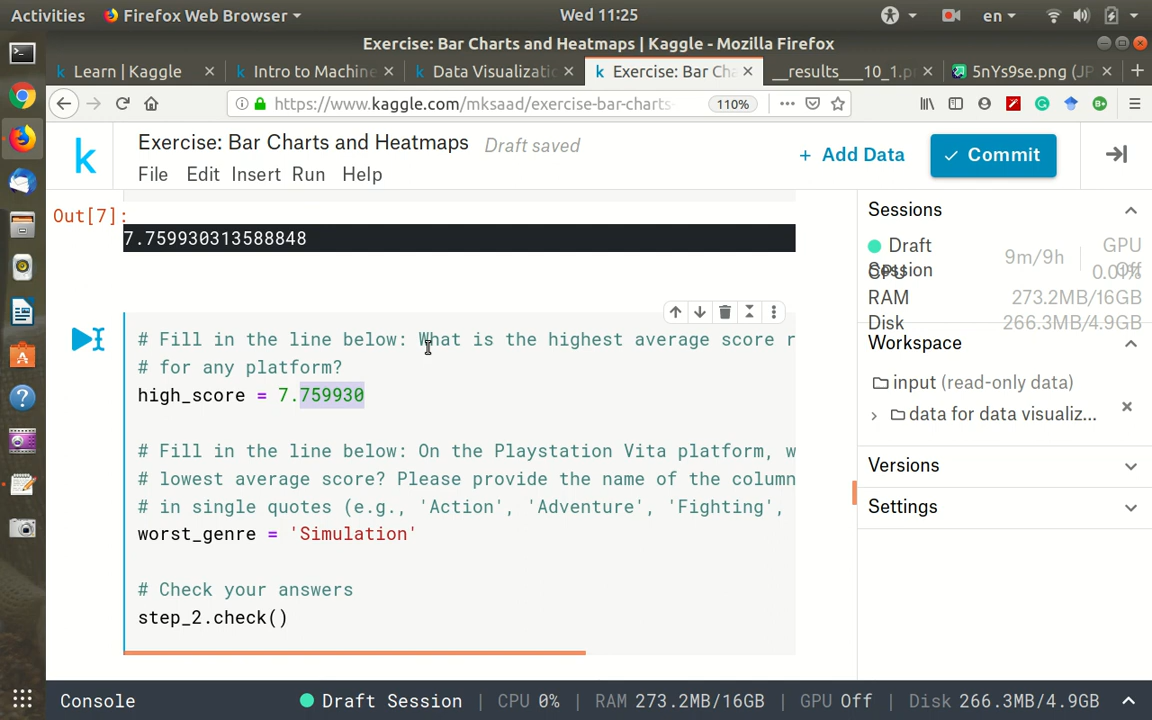 Activities Firefox Web Browser Wed 11:25 en
Exercise: Bar Charts and Heatmaps | Kaggle - Mozilla Firefox
Learn | Kaggle Intro to Machine Data Visualizatic Exercise: Bar Cha __results___10_1.p 5nYs9se.png (JP
https://www.kaggle.com/mksaad/exercise-bar-charts- 110%
k Exercise: Bar Charts and Heatmaps Draft saved + Add Data Commit
File Edit Insert Run Help
Out[7]:
7.759930313588848
# Fill in the line below: What is the highest average score r
# for any platform?
high_score = 7.759930
# Fill in the line below: On the Playstation Vita platform, w
# lowest average score? Please provide the name of the column
# in single quotes (e.g., 'Action', 'Adventure', 'Fighting',
worst_genre = 'Simulation'
# Check your answers
step_2.check()
Sessions
Draft Session 9m/9h GPU Off
CPU 0.01%
RAM 273.2MB/16GB
Disk 266.3MB/4.9GB
Workspace
input (read-only data)
data for data visualiz...
Versions
Settings
Console Draft Session | CPU 0% | RAM 273.2MB/16GB | GPU Off | Disk 266.3MB/4.9GB